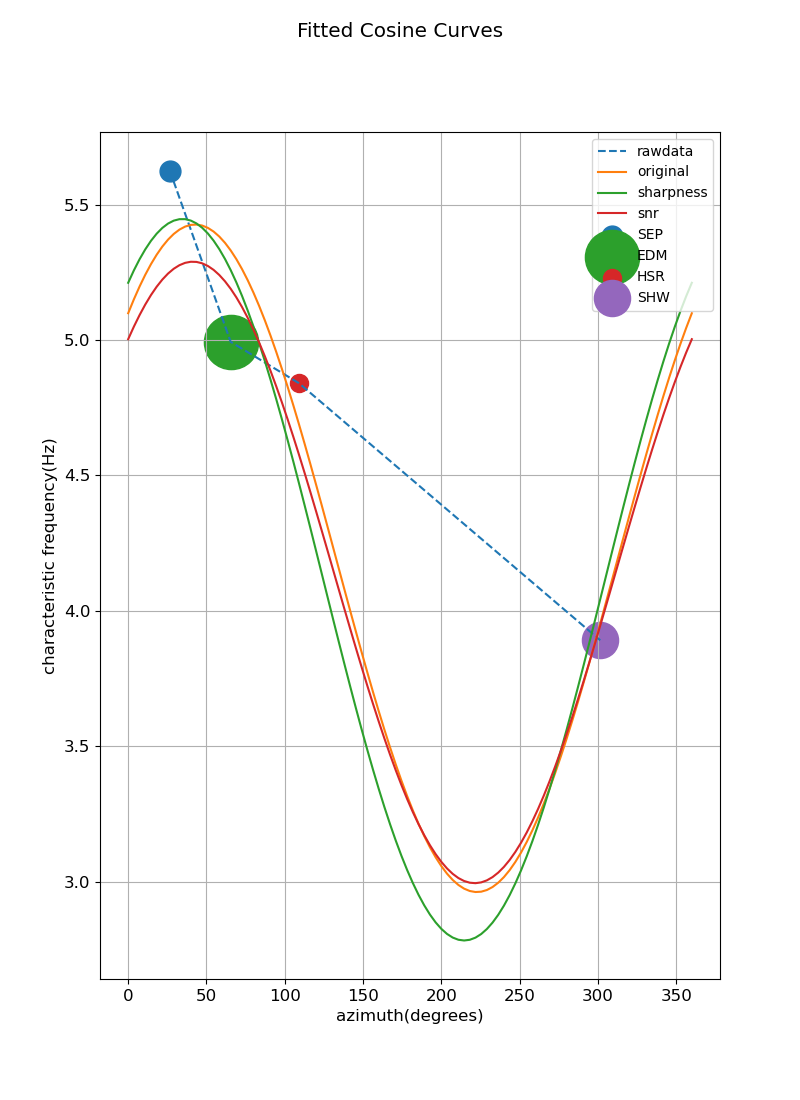 Fitted Cosine Curves
rawdata
original
sharpness
snr
SEP
EDM
HSR
SHW
5.5
5.0
4.5
4.0
3.5
3.0
characteristic frequency(Hz)
0 50 100 150 200 250 300 350
azimuth(degrees)